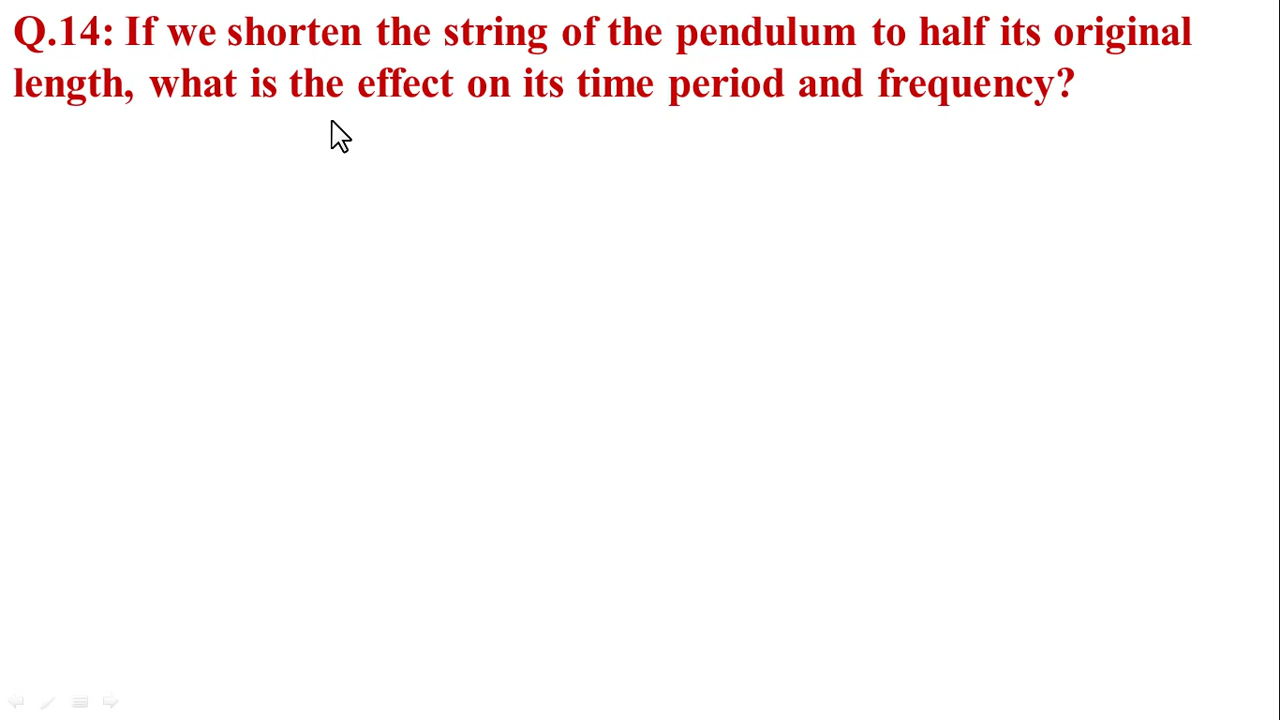 Q.14: If we shorten the string of the pendulum to half its original
length, what is the effect on its time period and frequency?